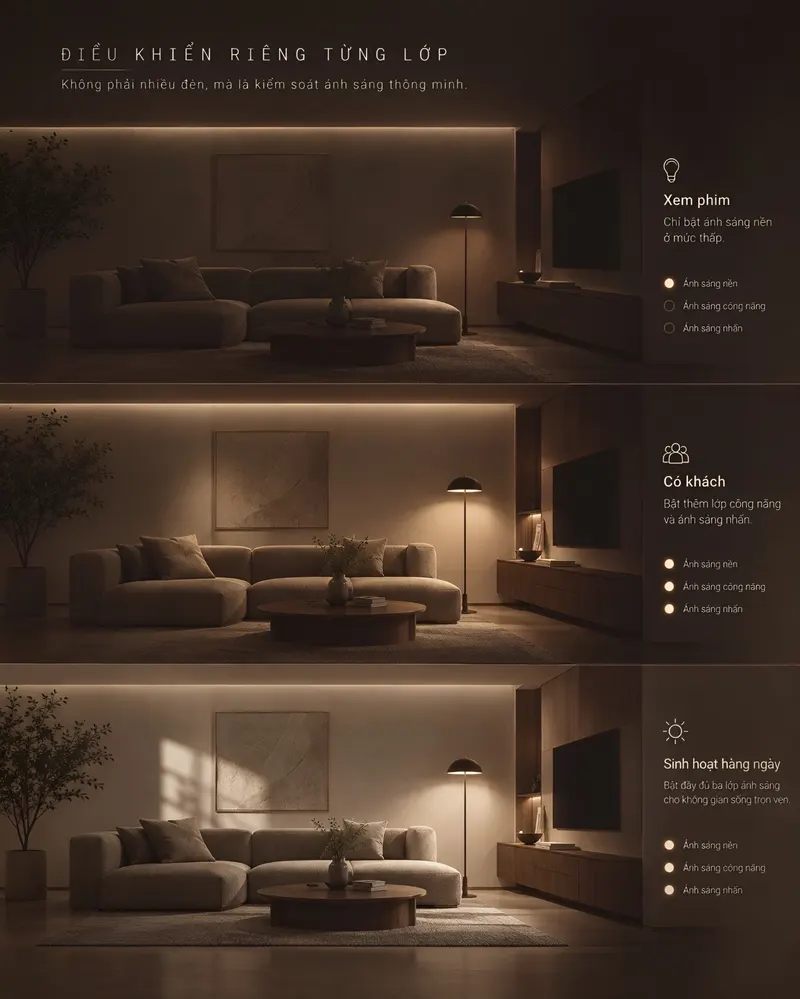 ĐIỀU KHIỂN RIÊNG TỪNG LỚP
Không phải nhiều đèn, mà là kiểm soát ánh sáng thông minh.
Xem phim
Chỉ bật ánh sáng nền
ở mức thấp.
Ánh sáng nền
Ánh sáng công năng
Ánh sáng nhấn
Có khách
Bật thêm lớp công năng
và ánh sáng nhấn.
Ánh sáng nền
Ánh sáng công năng
Ánh sáng nhấn
Sinh hoạt hàng ngày
Bật đầy đủ ba lớp ánh sáng
cho không gian sống trọn vẹn.
Ánh sáng nền
Ánh sáng công năng
Ánh sáng nhấn